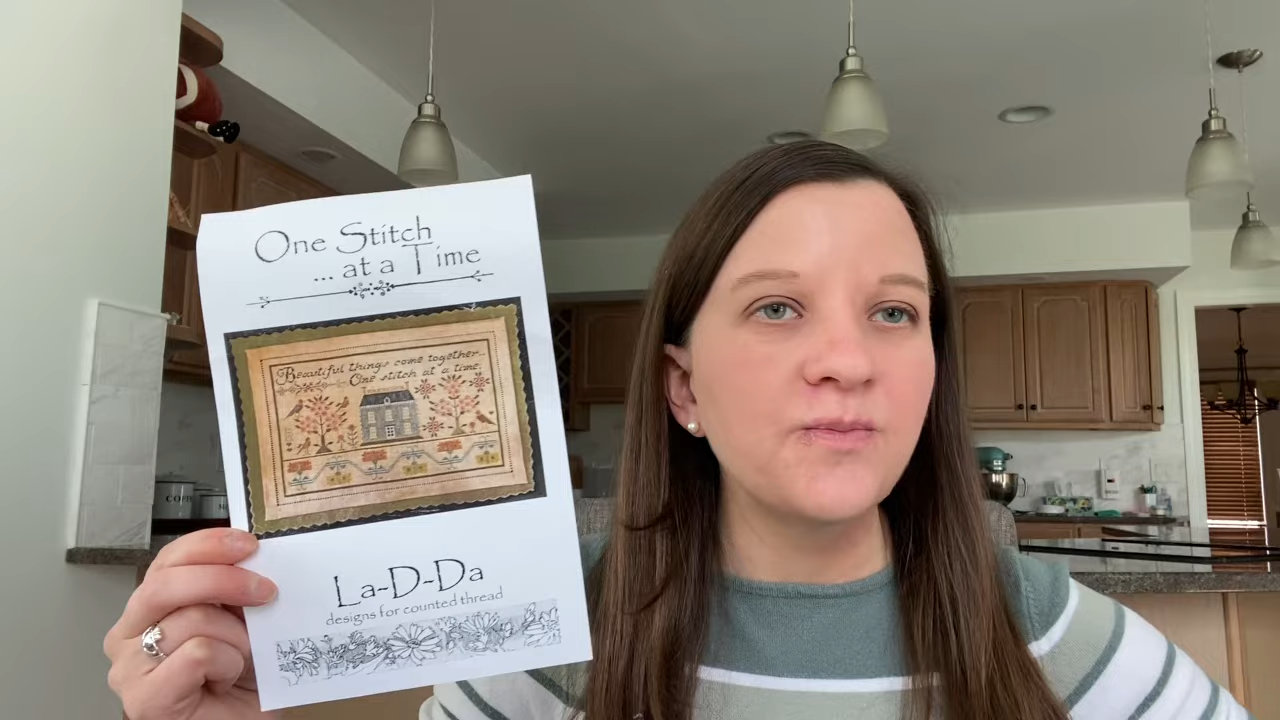 One Stitch
... at a Time
Beautiful things come together...
One stitch at a time.
La-D-Da
designs for counted thread